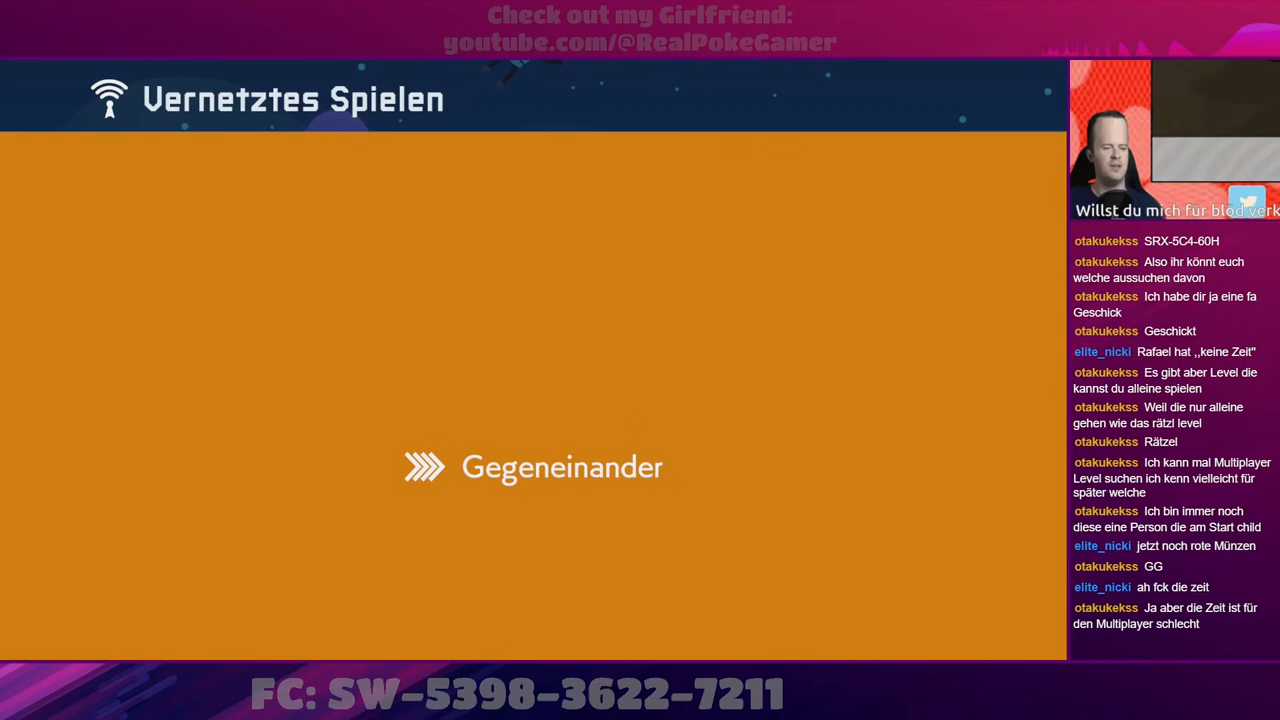 Check out my Girlfriend:
youtube.com/@RealPokeGamer
Vernetztes Spielen
Gegeneinander
Willst du mich für blöd verk
otakukekss SRX-5C4-60H
otakukekss Also ihr könnt euch
welche aussuchen davon
otakukekss Ich habe dir ja eine fa
Geschick
otakukekss Geschickt
elite_nicki Rafael hat ,,keine Zeit"
otakukekss Es gibt aber Level die
kannst du alleine spielen
otakukekss Weil die nur alleine
gehen wie das rätzl level
otakukekss Rätzel
otakukekss Ich kann mal Multiplayer
Level suchen ich kenn vielleicht für
später welche
otakukekss Ich bin immer noch
diese eine Person die am Start child
elite_nicki jetzt noch rote Münzen
otakukekss GG
elite_nicki ah fck die zeit
otakukekss Ja aber die Zeit ist für
den Multiplayer schlecht
FC: SW-5398-3622-7211